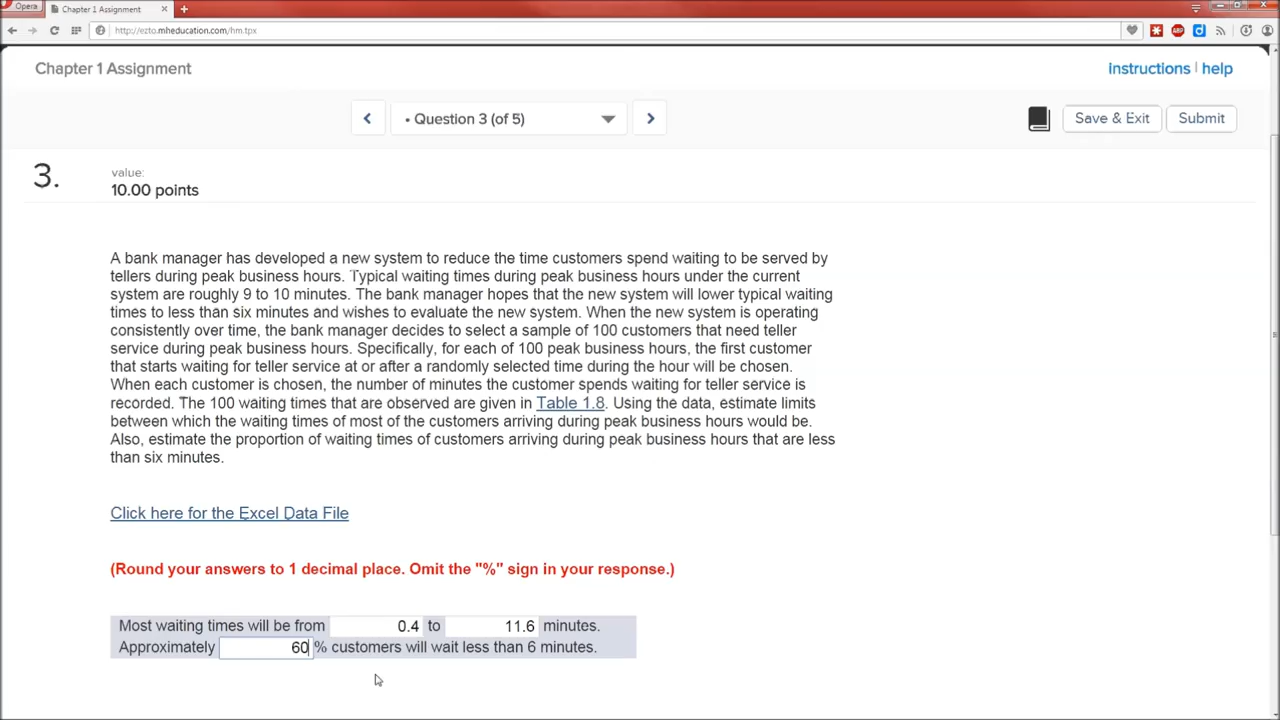 Opera
Chapter 1 Assignment
http://ezto.mheducation.com/hm.tpx
Chapter 1 Assignment
instructions | help
• Question 3 (of 5)
Save & Exit
Submit
3.
value:
10.00 points
A bank manager has developed a new system to reduce the time customers spend waiting to be served by
tellers during peak business hours. Typical waiting times during peak business hours under the current
system are roughly 9 to 10 minutes. The bank manager hopes that the new system will lower typical waiting
times to less than six minutes and wishes to evaluate the new system. When the new system is operating
consistently over time, the bank manager decides to select a sample of 100 customers that need teller
service during peak business hours. Specifically, for each of 100 peak business hours, the first customer
that starts waiting for teller service at or after a randomly selected time during the hour will be chosen.
When each customer is chosen, the number of minutes the customer spends waiting for teller service is
recorded. The 100 waiting times that are observed are given in Table 1.8. Using the data, estimate limits
between which the waiting times of most of the customers arriving during peak business hours would be.
Also, estimate the proportion of waiting times of customers arriving during peak business hours that are less
than six minutes.
Click here for the Excel Data File
(Round your answers to 1 decimal place. Omit the "%" sign in your response.)
Most waiting times will be from 0.4 to 11.6 minutes.
Approximately 60 % customers will wait less than 6 minutes.